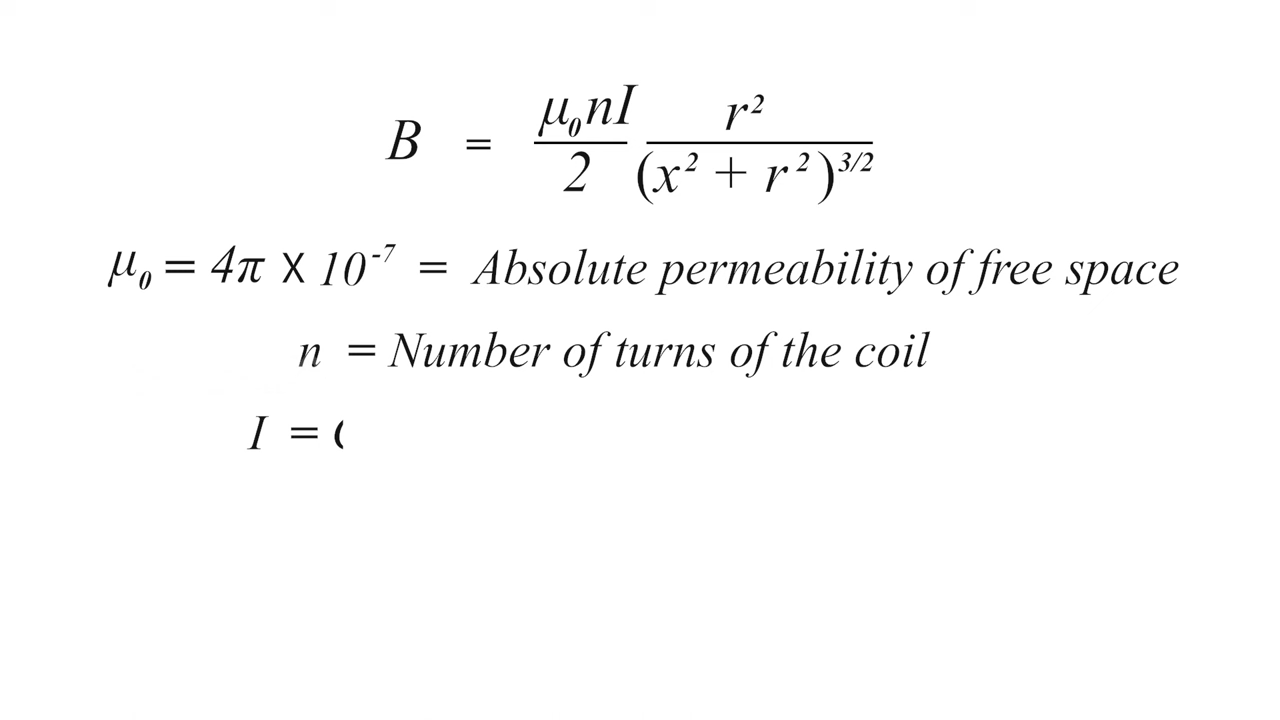 B = μ₀nI/2 r²/(x² + r²)^3/2
μ₀ = 4π X 10⁻⁷ = Absolute permeability of free space
n = Number of turns of the coil
I =